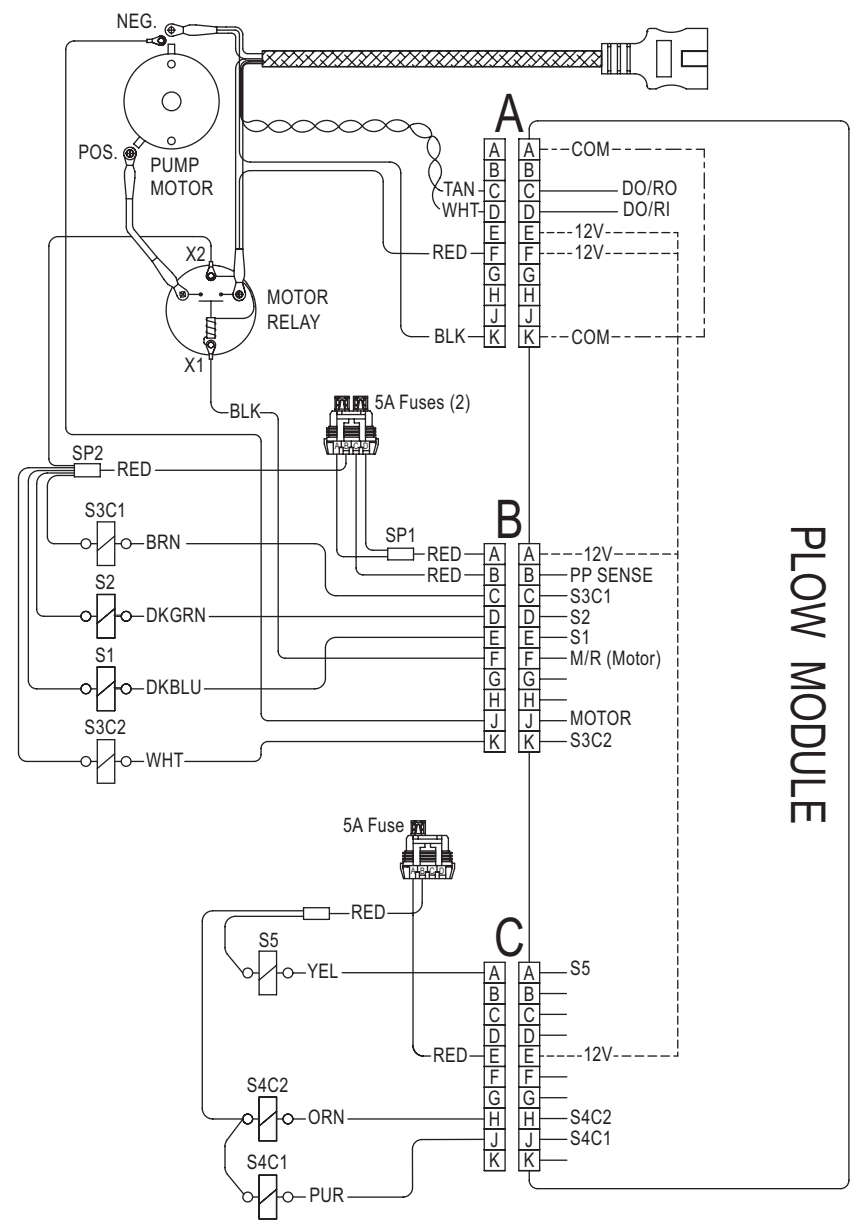 NEG.
POS.
PUMP
MOTOR
A
A A COM
B B
TAN C C DO/RO
WHT D D DO/RI
E E 12V
RED F F 12V
G G
H H
J J
BLK K K COM
X2
MOTOR
RELAY
X1
BLK
5A Fuses (2)
A B C D
SP2
RED
SP1
B
RED A A 12V
RED B B PP SENSE
C C S3C1
D D S2
E E S1
F F M/R (Motor)
G G
H H
J J MOTOR
K K S3C2
S3C1
BRN
S2
DKGRN
S1
DKBLU
S3C2
WHT
PLOW MODULE
5A Fuse
A B C D
RED
C
S5
YEL
A A S5
B B
C C
D D
RED E E 12V
F F
G G
S4C2
ORN
H H S4C2
J J S4C1
K K
S4C1
PUR